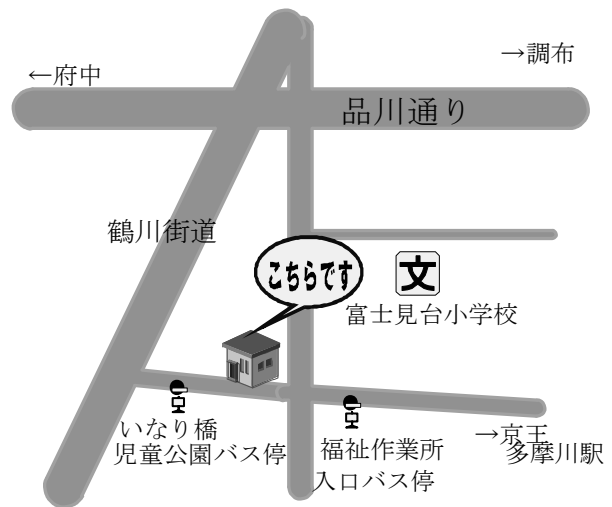 →調布
←府中
品川通り
鶴川街道
こちらです
文
富士見台小学校
いなり橋
児童公園バス停
福祉作業所
入口バス停
→京王
多摩川駅